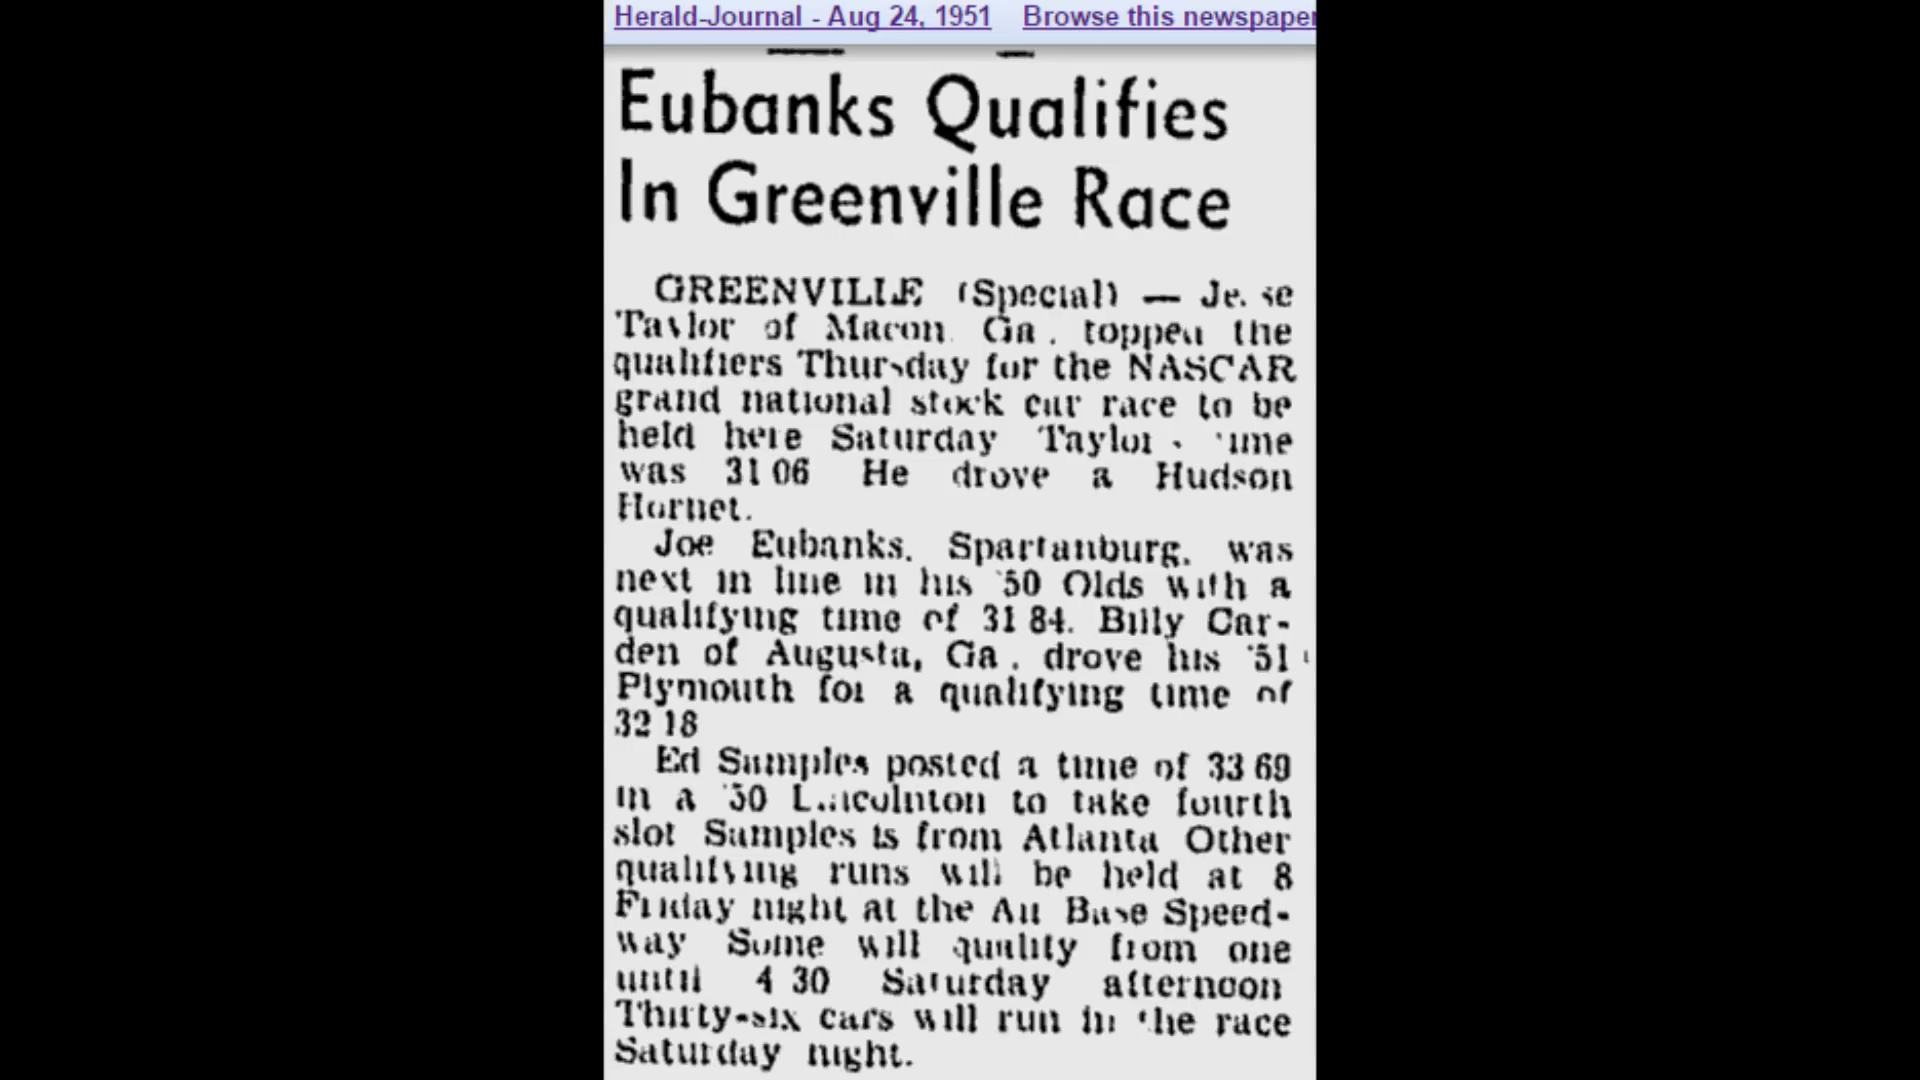 Herald-Journal - Aug 24, 1951 Browse this newspaper
Eubanks Qualifies
In Greenville Race
GREENVILLE (Special) — Jesse
Taylor of Macon Ga. topped the
qualifiers Thursday for the NASCAR
grand national stock car race to be
held here Saturday Taylor's time
was 31 06 He drove a Hudson
Hornet.
Joe Eubanks, Spartanburg, was
next in line in his '50 Olds with a
qualifying time of 31 84. Billy Car-
den of Augusta, Ga. drove his '51
Plymouth for a qualifying time of
32 18
Ed Samples posted a time of 33 69
in a '50 Lincolnton to take fourth
slot Samples is from Atlanta Other
qualifying runs will be held at 8
Friday night at the Air Base Speed-
way Some will qualify from one
until 4 30 Saturday afternoon
Thirty-six cars will run in the race
Saturday night.